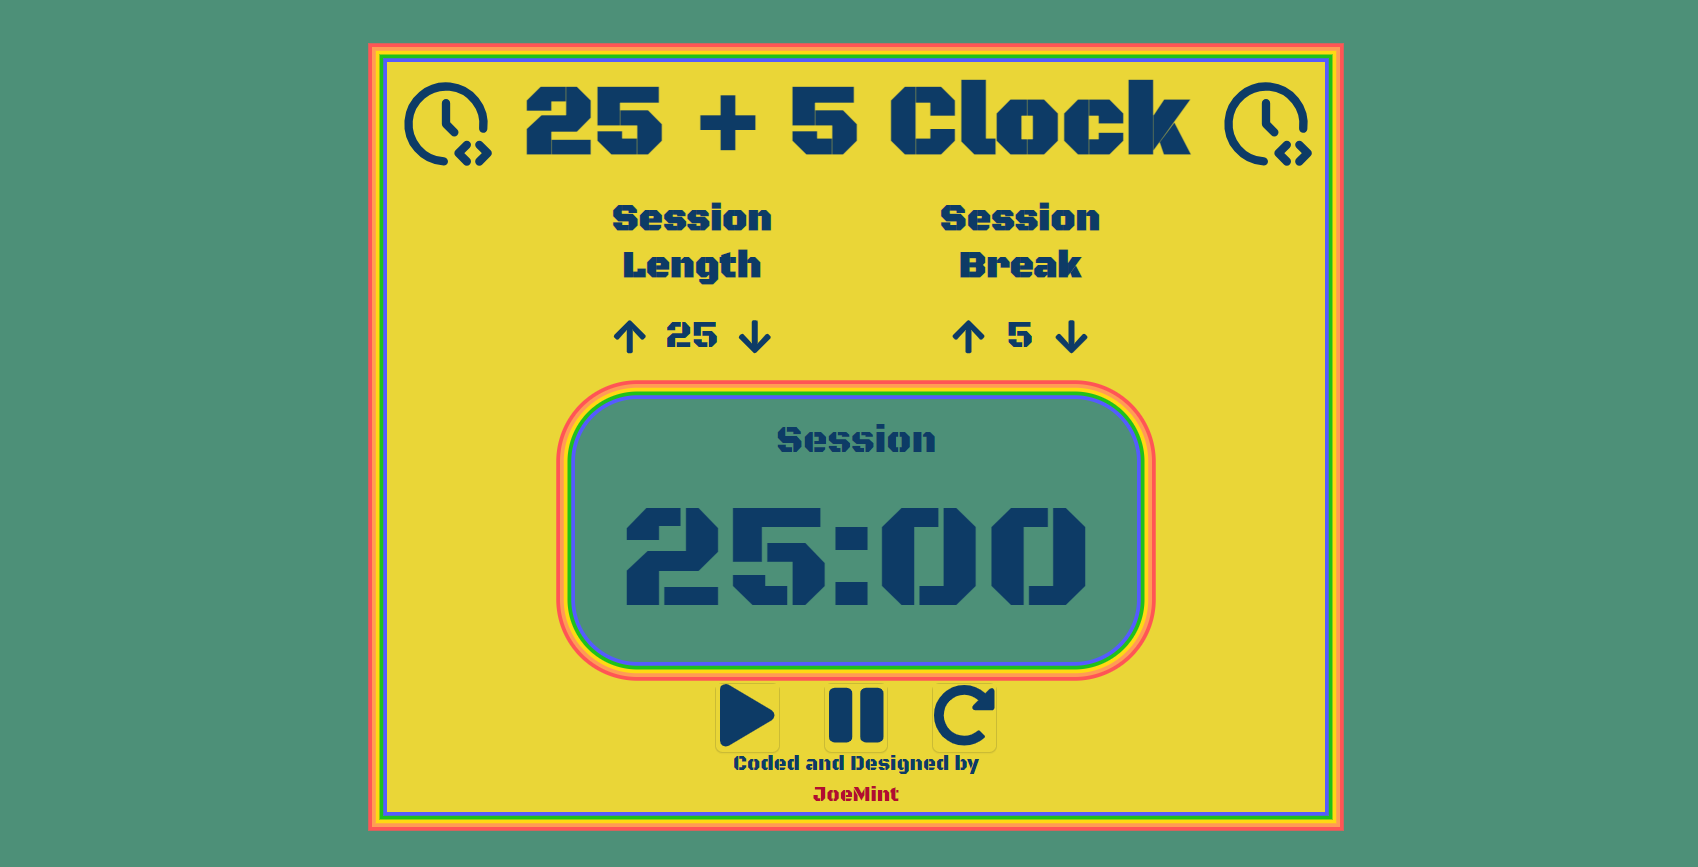 25 + 5 Clock
Session
Length
Session
Break
25
5
Session
25:00
Coded and Designed by
JoeMint